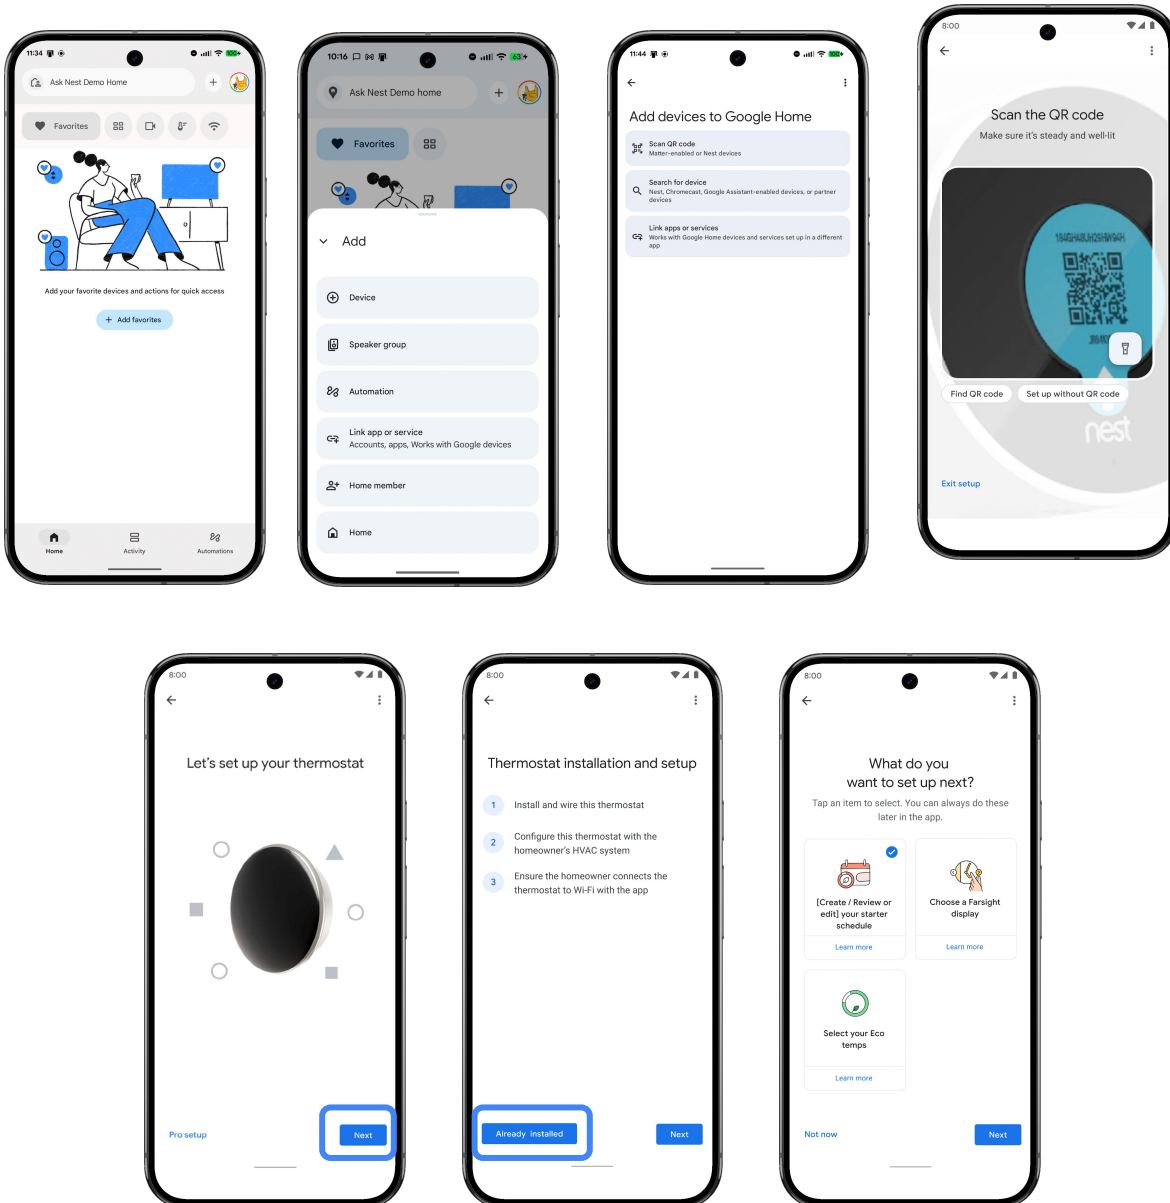 11:34
100+
Ask Nest Demo Home
Favorites
Add your favorite devices and actions for quick access
+ Add favorites
Home
Activity
Automations
10:16
63+
Ask Nest Demo home
Favorites
Add
Device
Speaker group
Automation
Link app or service
Accounts, apps, Works with Google devices
Home member
Home
11:44
100+
Add devices to Google Home
Scan QR code
Matter-enabled or Nest devices
Search for device
Nest, Chromecast, Google Assistant-enabled devices, or partner
devices
Link apps or services
Works with Google Home devices and services set up in a different
app
8:00
Scan the QR code
Make sure it's steady and well-lit
Find QR code
Set up without QR code
nest
Exit setup
8:00
Let's set up your thermostat
Pro setup
Next
8:00
Thermostat installation and setup
1 Install and wire this thermostat
2 Configure this thermostat with the
homeowner's HVAC system
3 Ensure the homeowner connects the
thermostat to Wi-Fi with the app
Already installed
Next
8:00
What do you
want to set up next?
Tap an item to select. You can always do these
later in the app.
[Create / Review or
edit] your starter
schedule
Learn more
Choose a Farsight
display
Learn more
Select your Eco
temps
Learn more
Not now
Next